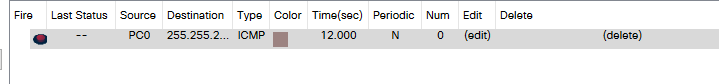 Fire Last Status Source Destination Type Color Time(sec) Periodic Num Edit Delete
-- PC0 255.255.2... ICMP 12.000 N 0 (edit) (delete)